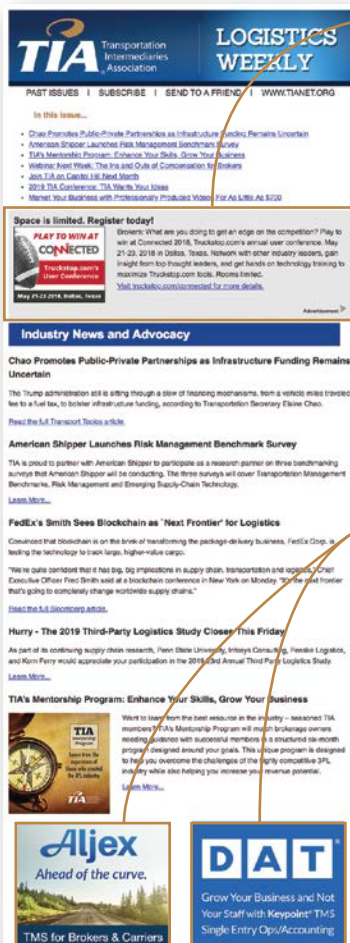 TIA
Transportation
Intermediaries
Association
LOGISTICS
WEEKLY
PAST ISSUES | SUBSCRIBE | SEND TO A FRIEND | WWW.TIANET.ORG
In this issue...
• Chao Promotes Public-Private Partnerships as Infrastructure Funding Remains Uncertain
• American Shipper Launches Risk Management Benchmark Survey
• TIA's Mentorship Program: Enhance Your Skills, Grow Your Business
• Webinar Next Week: The Ins and Outs of Compensation for Brokers
• Join TIA on Capitol Hill Next Month
• 2019 TIA Conference: TIA Wants Your Ideas
• Market Your Business with Professionally Produced Videos For As Little As $700
Space is limited. Register today!
PLAY TO WIN AT
CONNECTED
Truckstop.com's
User Conference
May 21-23 2018, Dallas, Texas
Brokers: What are you doing to get an edge on the competition? Play to
win at Connected 2018, Truckstop.com's annual user conference. May
21-23, 2018 in Dallas, Texas. Network with other industry leaders, gain
insight from top thought leaders, and get hands on technology training to
maximize Truckstop.com tools. Rooms limited.
Visit truckstop.com/connected for more details.
Advertisement
Industry News and Advocacy
Chao Promotes Public-Private Partnerships as Infrastructure Funding Remains
Uncertain
The Trump administration still is sifting through a slew of financing mechanisms, from a vehicle miles traveled
fee to a fuel tax, to bolster infrastructure funding, according to Transportation Secretary Elaine Chao.
Read the full Transport Topics article.
American Shipper Launches Risk Management Benchmark Survey
TIA is proud to partner with American Shipper to participate as a research partner on three benchmarking
surveys that American Shipper will be conducting. The three surveys will cover Transportation Management
Benchmarks, Risk Management and Emerging Supply-Chain Technology.
Learn More...
FedEx's Smith Sees Blockchain as 'Next Frontier' for Logistics
Convinced that blockchain is on the brink of transforming the package-delivery business, FedEx Corp. is
testing the technology to track large, higher-value cargo.
"We're quite confident that it has big, big implications in supply chain, transportation and logistics," Chief
Executive Officer Fred Smith said at a blockchain conference in New York on Monday. "It's the next frontier
that's going to completely change worldwide supply chains."
Read the full Bloomberg article.
Hurry - The 2019 Third-Party Logistics Study Closes This Friday
As part of its continuing supply chain research, Penn State University, Infosys Consulting, Penske Logistics,
and Korn Ferry would appreciate your participation in the 2019 23rd Annual Third Party Logistics Study.
Learn More...
TIA's Mentorship Program: Enhance Your Skills, Grow Your Business
TIA
Mentorship
Program
Learn from the
experience of
those who created
the 3PL industry
TIA
Want to learn from the best resource in the industry – seasoned TIA
members? TIA's Mentorship Program will match brokerage owners
needing guidance with successful members in a structured six-month
program designed around your goals. This unique program is designed
to help you overcome the challenges of the highly competitive 3PL
industry while also helping you increase your revenue potential.
Learn More...
Aljex
Ahead of the curve.
TMS for Brokers & Carriers
DAT
Grow Your Business and Not
Your Staff with Keypoint® TMS
Single Entry Ops/Accounting